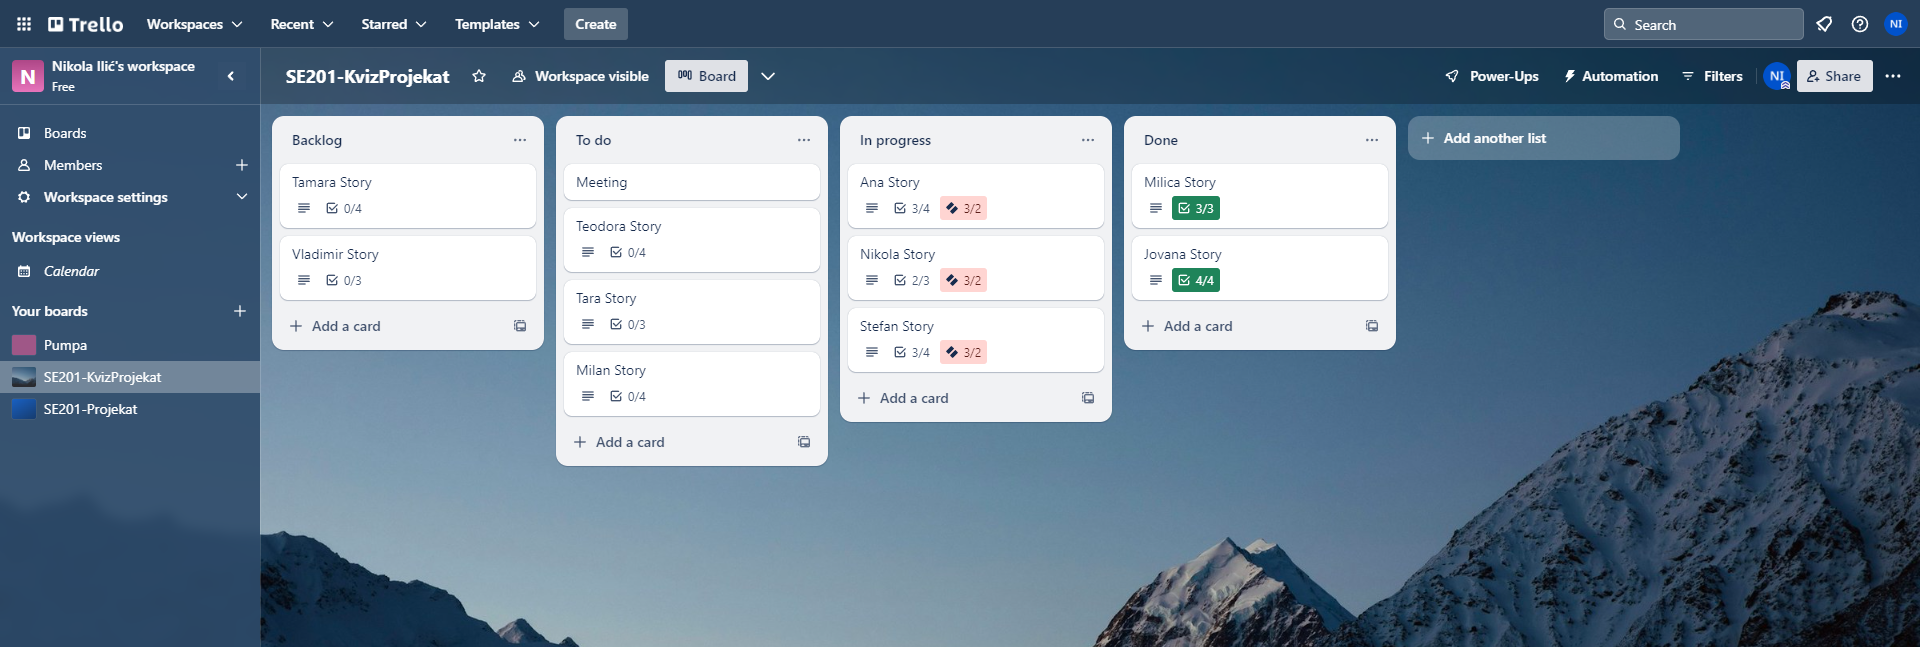 Trello Workspaces Recent Starred Templates Create Search NI
N Nikola Ilić's workspace
Free
Boards
Members
Workspace settings
Workspace views
Calendar
Your boards
Pumpa
SE201-KvizProjekat
SE201-Projekat
SE201-KvizProjekat Workspace visible Board Power-Ups Automation Filters NI Share
Backlog
Tamara Story
0/4
Vladimir Story
0/3
Add a card
To do
Meeting
Teodora Story
0/4
Tara Story
0/3
Milan Story
0/4
Add a card
In progress
Ana Story
3/4 3/2
Nikola Story
2/3 3/2
Stefan Story
3/4 3/2
Add a card
Done
Milica Story
3/3
Jovana Story
4/4
Add a card
Add another list